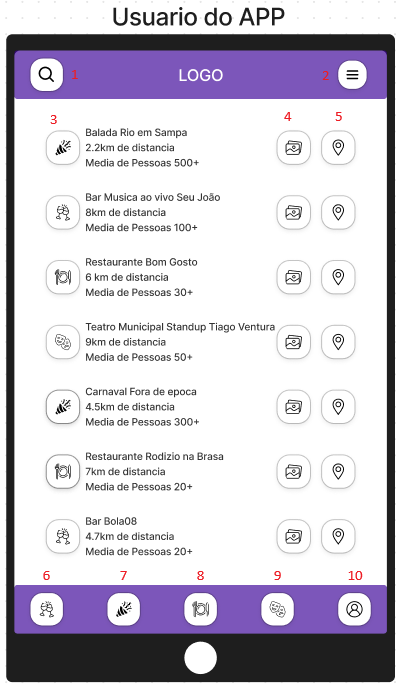 Usuario do APP
1 LOGO 2
3 4 5
Balada Rio em Sampa
2.2km de distancia
Media de Pessoas 500+
Bar Musica ao vivo Seu João
8km de distancia
Media de Pessoas 100+
Restaurante Bom Gosto
6 km de distancia
Media de Pessoas 30+
Teatro Municipal Standup Tiago Ventura
9km de distancia
Media de Pessoas 50+
Carnaval Fora de epoca
4.5km de distancia
Media de Pessoas 300+
Restaurante Rodizio na Brasa
7km de distancia
Media de Pessoas 20+
Bar Bola08
4.7km de distancia
Media de Pessoas 20+
6 7 8 9 10